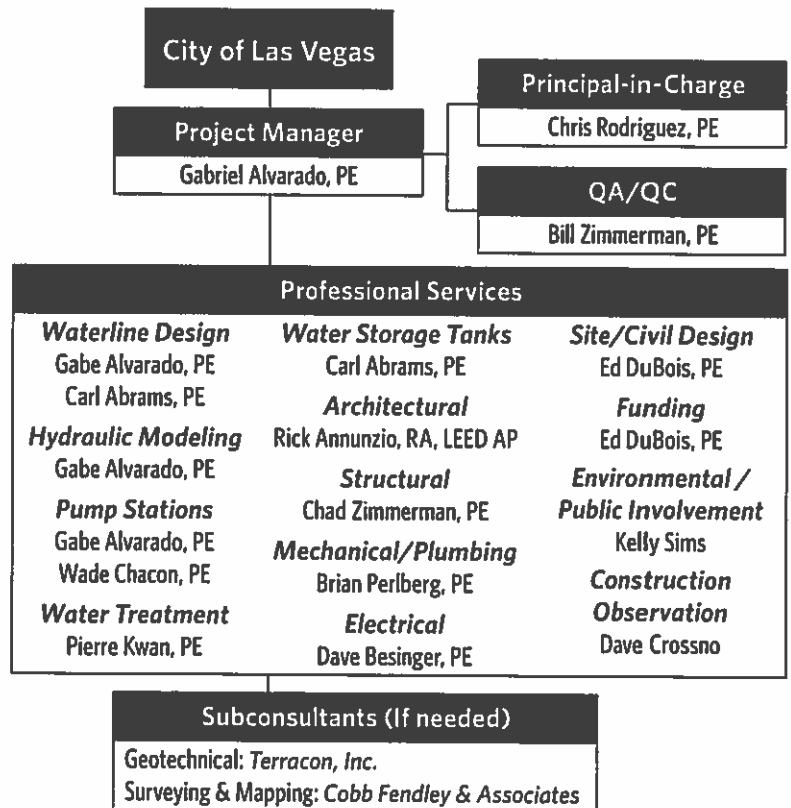 City of Las Vegas
Principal-in-Charge
Chris Rodriguez, PE
Project Manager
Gabriel Alvarado, PE
QA/QC
Bill Zimmerman, PE
Professional Services
Waterline Design
Gabe Alvarado, PE
Carl Abrams, PE
Hydraulic Modeling
Gabe Alvarado, PE
Pump Stations
Gabe Alvarado, PE
Wade Chacon, PE
Water Treatment
Pierre Kwan, PE
Water Storage Tanks
Carl Abrams, PE
Architectural
Rick Annunzio, RA, LEED AP
Structural
Chad Zimmerman, PE
Mechanical/Plumbing
Brian Perlberg, PE
Electrical
Dave Besinger, PE
Site/Civil Design
Ed DuBois, PE
Funding
Ed DuBois, PE
Environmental /
Public Involvement
Kelly Sims
Construction
Observation
Dave Crossno
Subconsultants (If needed)
Geotechnical: Terracon, Inc.
Surveying & Mapping: Cobb Fendley & Associates